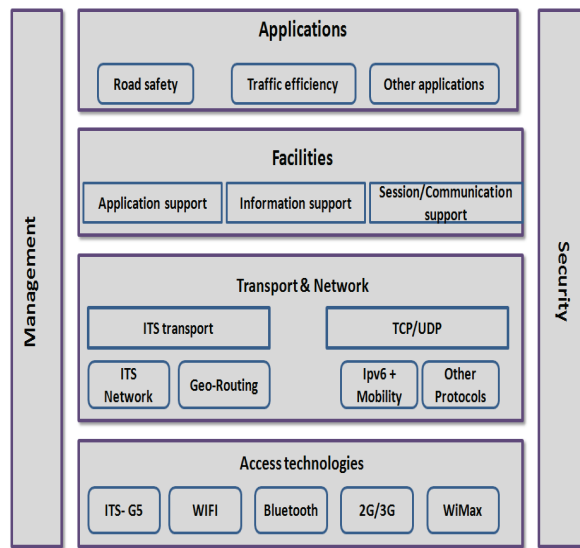 Management
Applications
Road safety
Traffic efficiency
Other applications
Facilities
Application support
Information support
Session/Communication
support
Transport & Network
ITS transport
TCP/UDP
ITS
Network
Geo-Routing
Ipv6 +
Mobility
Other
Protocols
Access technologies
ITS- G5
WIFI
Bluetooth
2G/3G
WiMax
Security